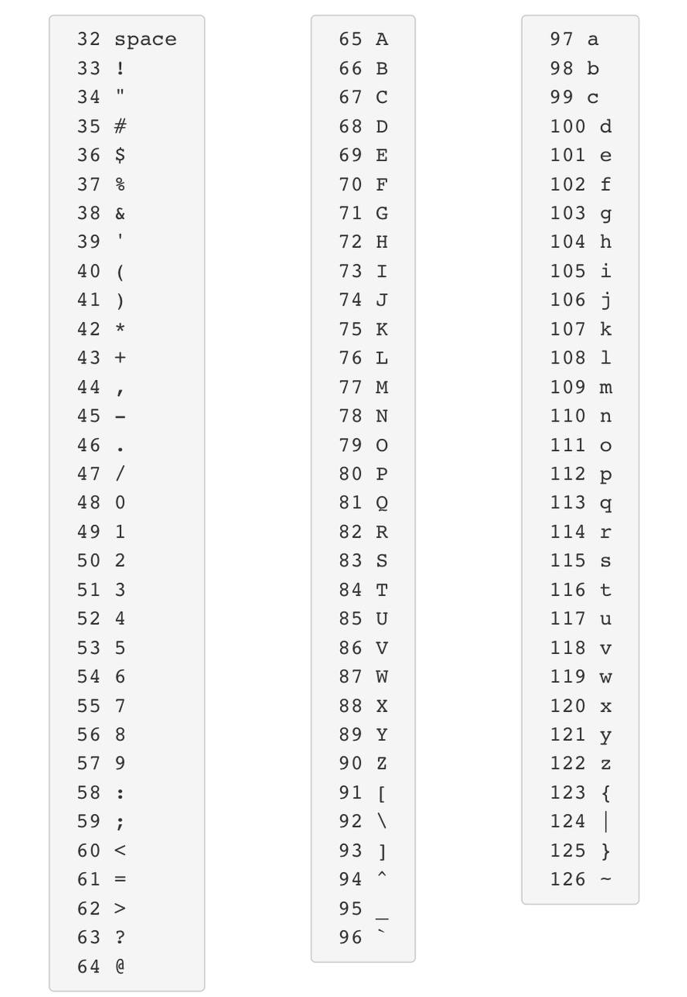 32 space
33 !
34 "
35 #
36 $
37 %
38 &
39 '
40 (
41 )
42 *
43 +
44 ,
45 -
46 .
47 /
48 0
49 1
50 2
51 3
52 4
53 5
54 6
55 7
56 8
57 9
58 :
59 ;
60 <
61 =
62 >
63 ?
64 @
65 A
66 B
67 C
68 D
69 E
70 F
71 G
72 H
73 I
74 J
75 K
76 L
77 M
78 N
79 O
80 P
81 Q
82 R
83 S
84 T
85 U
86 V
87 W
88 X
89 Y
90 Z
91 [
92 \
93 ]
94 ^
95 _
96 `
97 a
98 b
99 c
100 d
101 e
102 f
103 g
104 h
105 i
106 j
107 k
108 l
109 m
110 n
111 o
112 p
113 q
114 r
115 s
116 t
117 u
118 v
119 w
120 x
121 y
122 z
123 {
124 |
125 }
126 ~